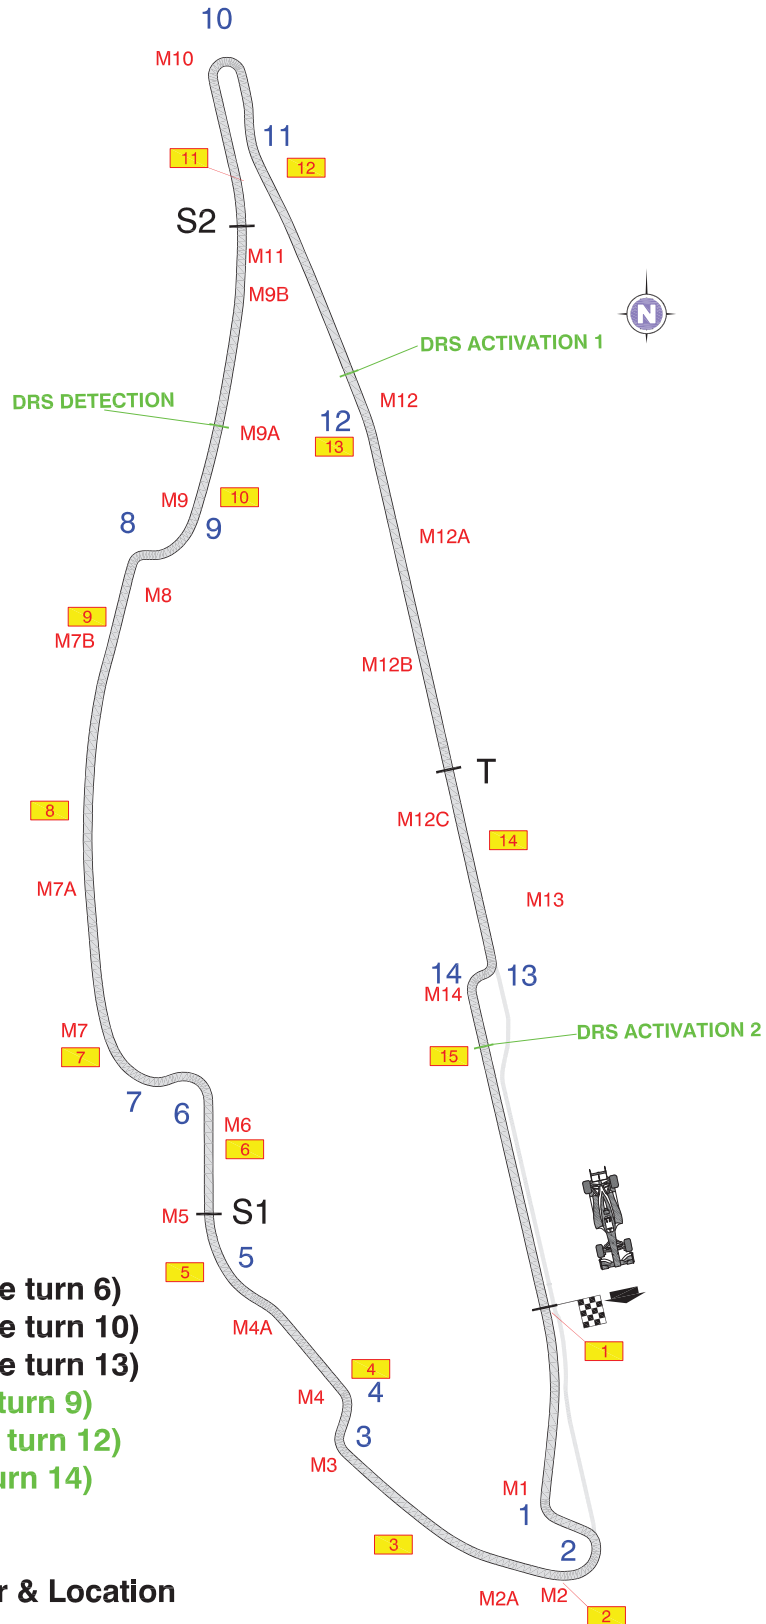 10
M10
11
11
12
S2
M11
M9B
N
DRS ACTIVATION 1
DRS DETECTION
M12
12
13
M9A
M9
10
8
9
M12A
M8
9
M7B
M12B
T
8
M12C
14
M7A
M13
14
13
M14
M7
7
15
DRS ACTIVATION 2
7
6
M6
6
M5
S1
5
5
e turn 6)
M4A
e turn 10)
1
e turn 13)
4
M4
4
turn 9)
3
turn 12)
M3
urn 14)
M1
1
3
2
r & Location
M2A
M2
2